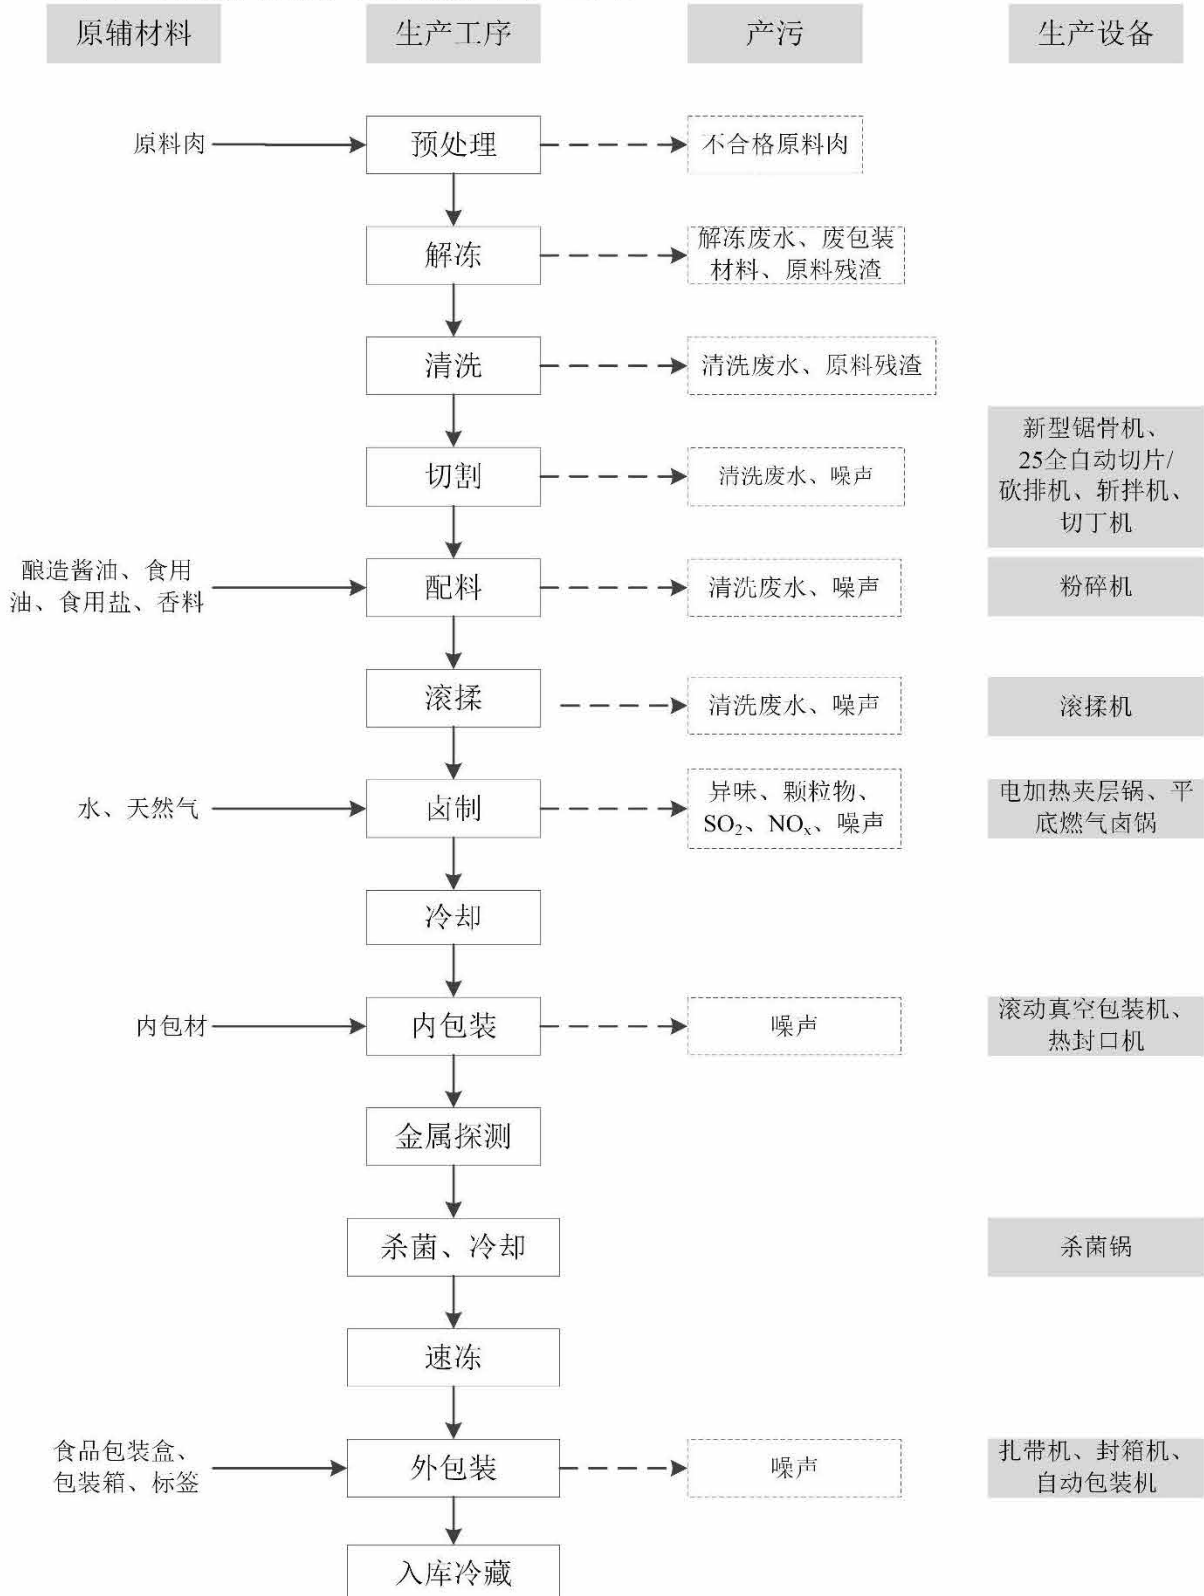 原辅材料
生产工序
产污
生产设备
原料肉
预处理
不合格原料肉
解冻
解冻废水、废包装
材料、原料残渣
清洗
清洗废水、原料残渣
切割
清洗废水、噪声
新型锯骨机、
25全自动切片/
砍排机、斩拌机、
切丁机
酿造酱油、食用
油、食用盐、香料
配料
清洗废水、噪声
粉碎机
滚揉
清洗废水、噪声
滚揉机
水、天然气
卤制
异味、颗粒物、
SO₂、NOₓ、噪声
电加热夹层锅、平
底燃气卤锅
冷却
内包材
内包装
噪声
滚动真空包装机、
热封口机
金属探测
杀菌、冷却
杀菌锅
速冻
食品包装盒、
包装箱、标签
外包装
噪声
扎带机、封箱机、
自动包装机
入库冷藏